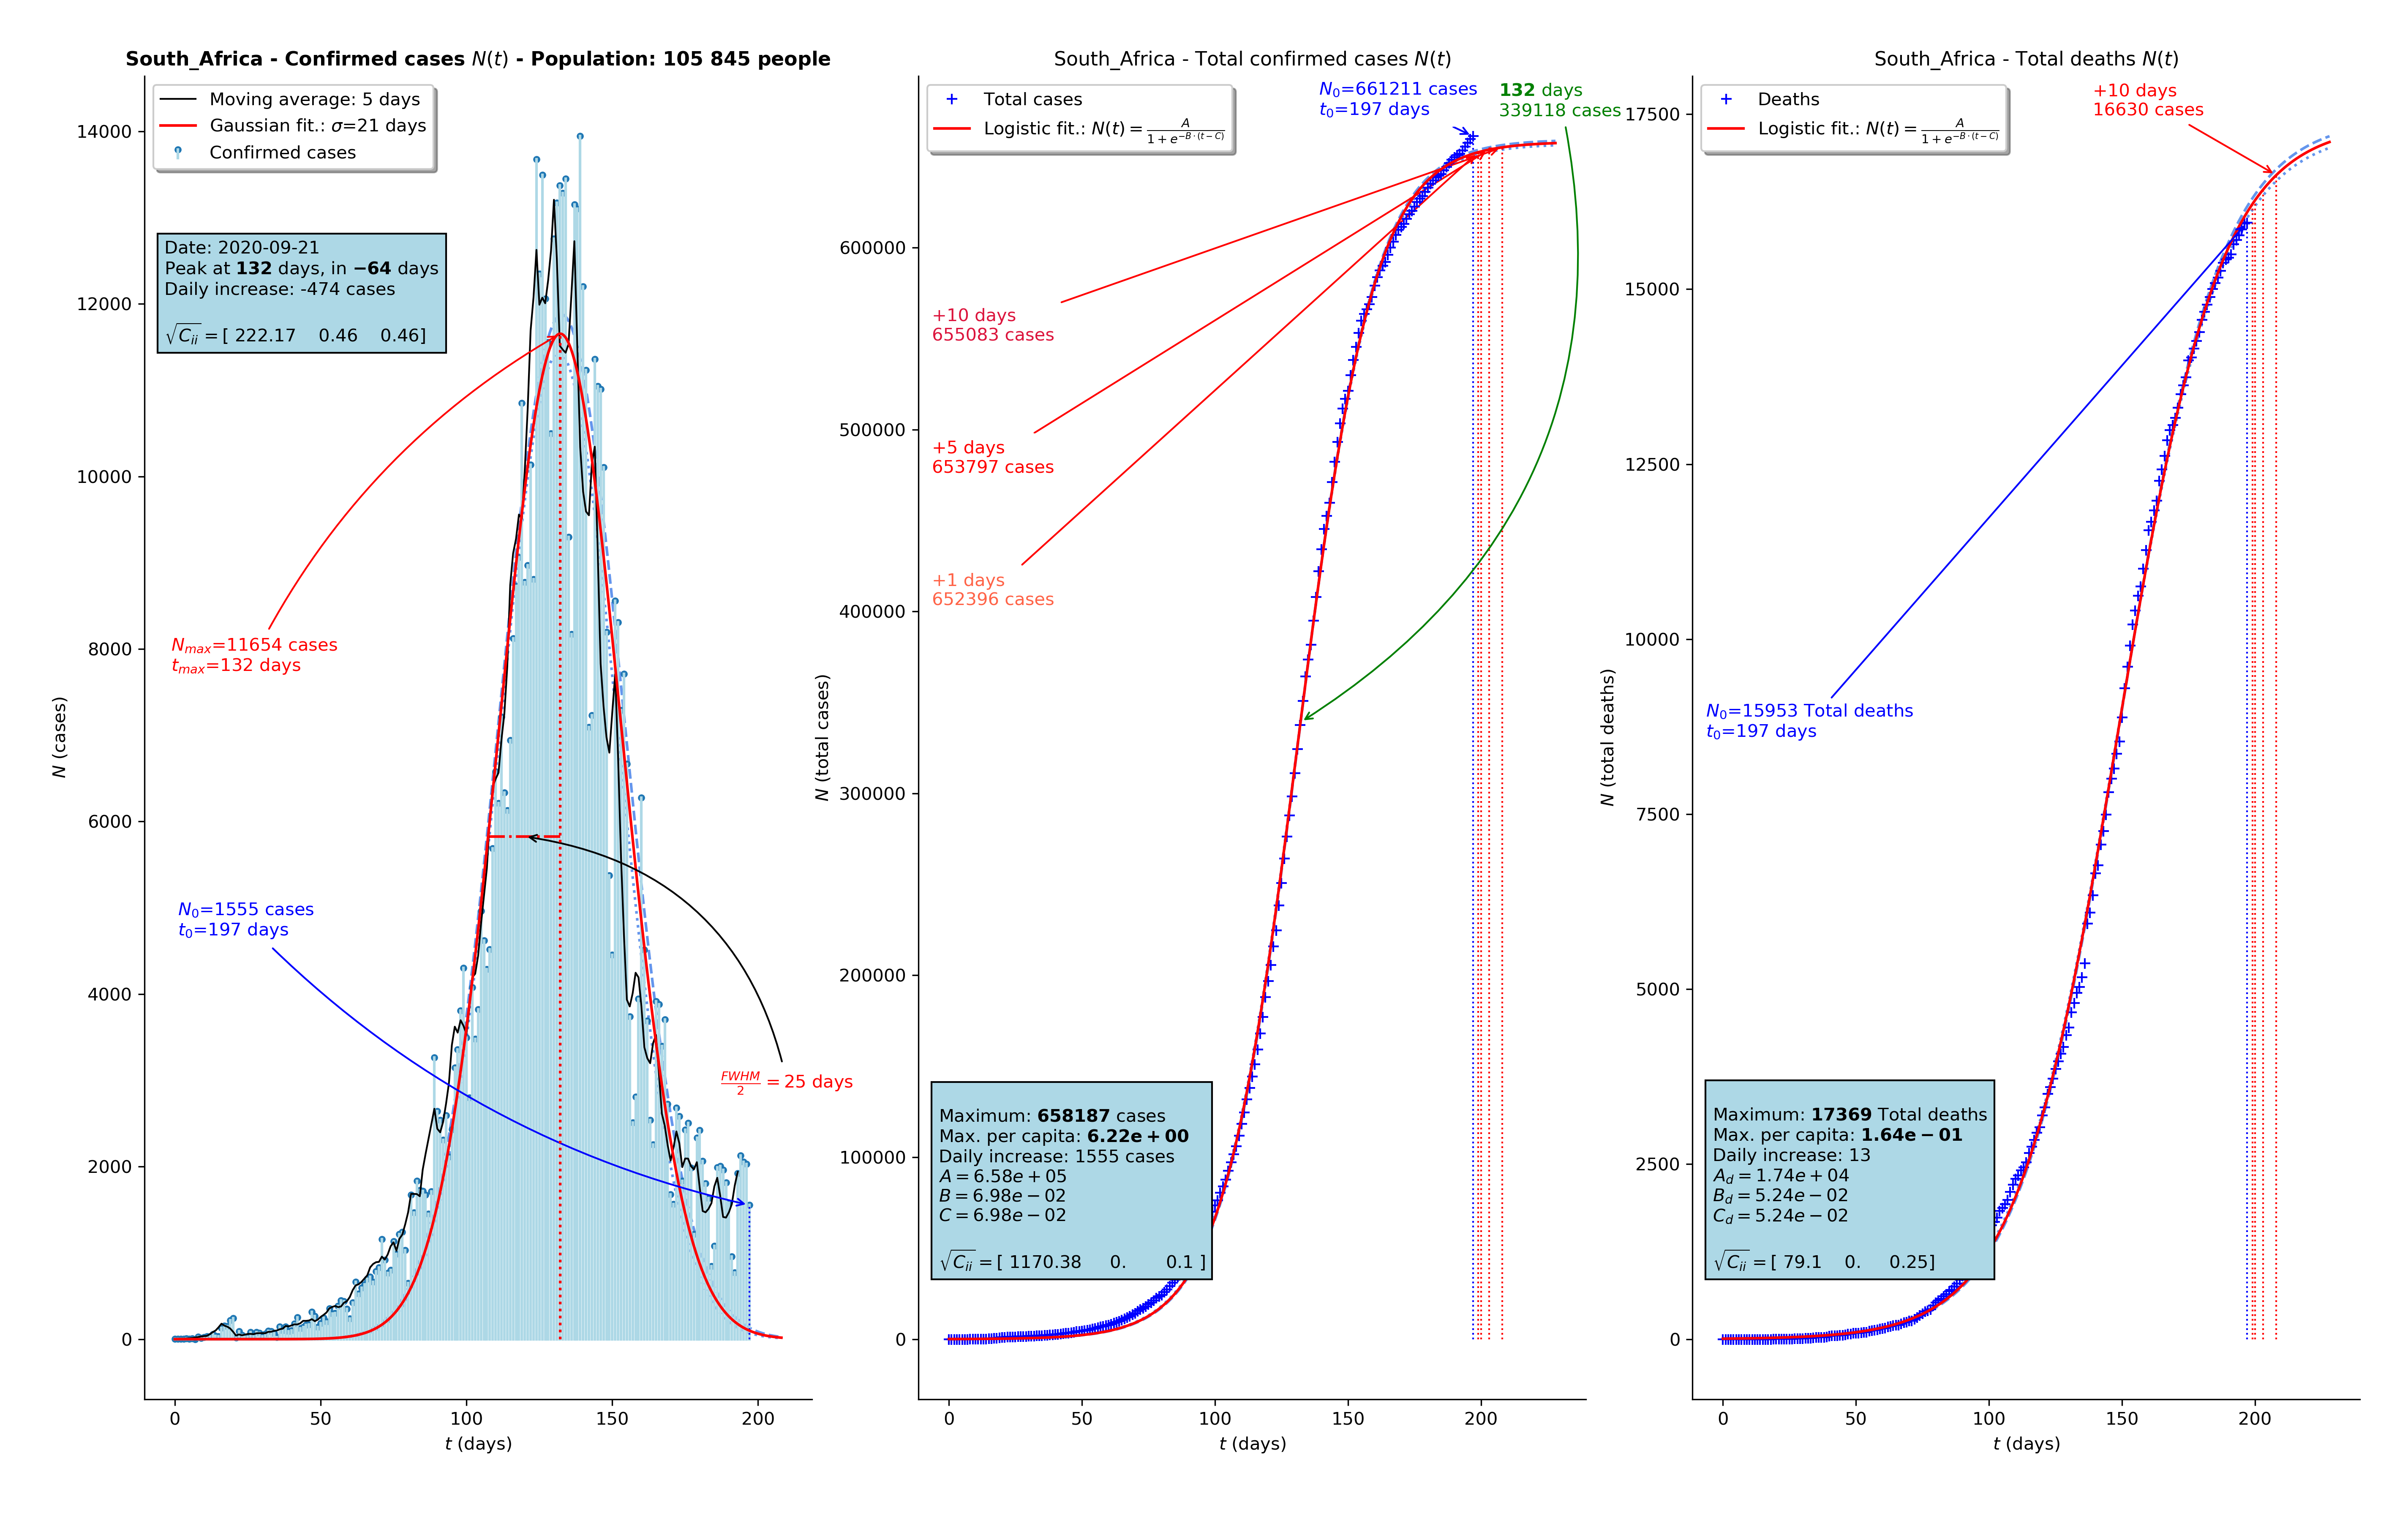 South_Africa - Confirmed cases N(t) - Population: 105 845 people
Moving average: 5 days
Gaussian fit.: σ=21 days
Confirmed cases
Date: 2020-09-21
Peak at 132 days, in −64 days
Daily increase: -474 cases
√C_ii = [ 222.17 0.46 0.46]
N_max=11654 cases
t_max=132 days
N_0=1555 cases
t_0=197 days
FWHM/2 = 25 days
N (cases)
14000
12000
10000
8000
6000
4000
2000
0
0 50 100 150 200
t (days)
South_Africa - Total confirmed cases N(t)
Total cases
Logistic fit.: N(t) = A/(1 + e^{−B·(t−C)})
N_0=661211 cases
t_0=197 days
132 days
339118 cases
+10 days
655083 cases
+5 days
653797 cases
+1 days
652396 cases
Maximum: 658187 cases
Max. per capita: 6.22e + 00
Daily increase: 1555 cases
A = 6.58e + 05
B = 6.98e − 02
C = 6.98e − 02
√C_ii = [ 1170.38 0. 0.1 ]
N (total cases)
600000
500000
400000
300000
200000
100000
0
0 50 100 150 200
t (days)
South_Africa - Total deaths N(t)
Deaths
Logistic fit.: N(t) = A/(1 + e^{−B·(t−C)})
+10 days
16630 cases
N_0=15953 Total deaths
t_0=197 days
Maximum: 17369 Total deaths
Max. per capita: 1.64e − 01
Daily increase: 13
A_d = 1.74e + 04
B_d = 5.24e − 02
C_d = 5.24e − 02
√C_ii = [ 79.1 0. 0.25]
N (total deaths)
17500
15000
12500
10000
7500
5000
2500
0
0 50 100 150 200
t (days)